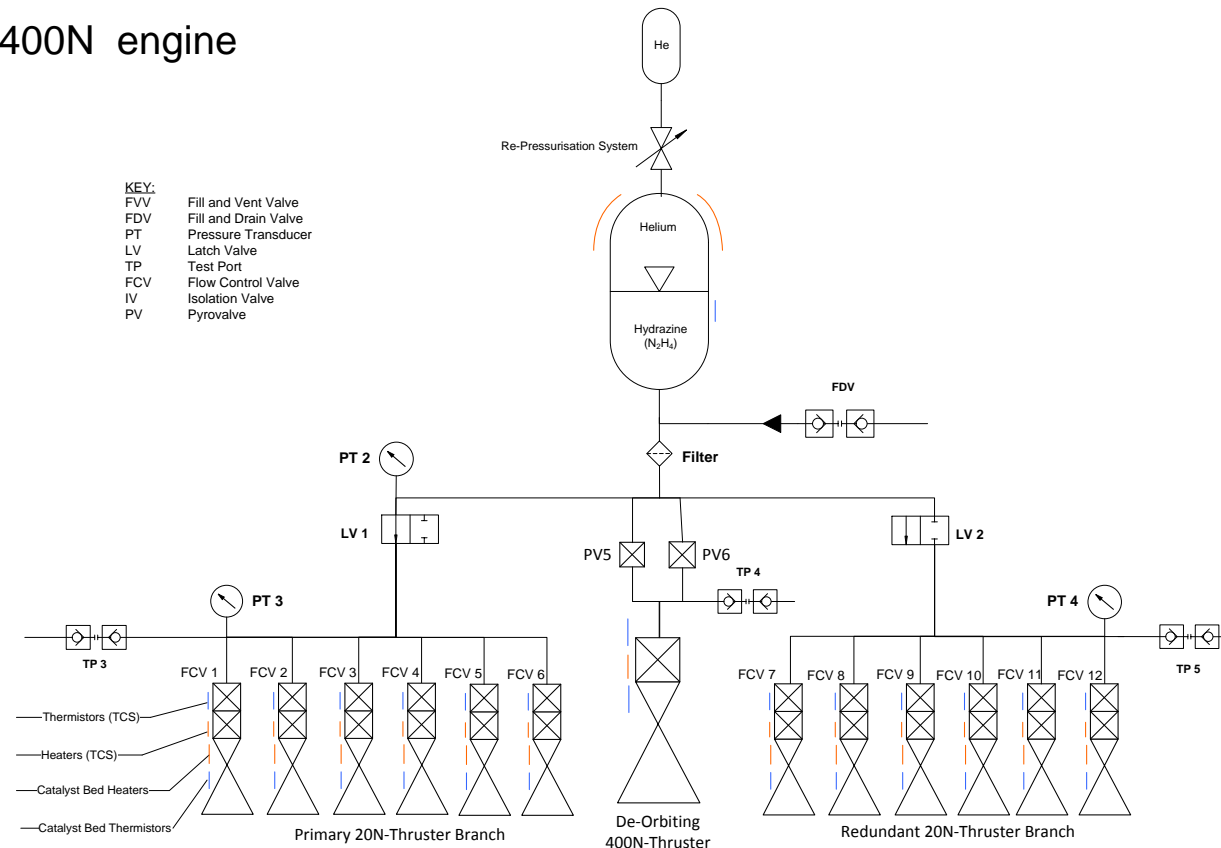 400N engine
He
Re-Pressurisation System
KEY:
FVV Fill and Vent Valve
FDV Fill and Drain Valve
PT Pressure Transducer
LV Latch Valve
TP Test Port
FCV Flow Control Valve
IV Isolation Valve
PV Pyrovalve
Helium
Hydrazine
(N₂H₄)
FDV
PT 2
Filter
LV 1
LV 2
PV5
PV6
TP 4
PT 3
PT 4
TP 3
TP 5
FCV 1
FCV 2
FCV 3
FCV 4
FCV 5
FCV 6
FCV 7
FCV 8
FCV 9
FCV 10
FCV 11
FCV 12
Thermistors (TCS)
Heaters (TCS)
Catalyst Bed Heaters
Catalyst Bed Thermistors
Primary 20N-Thruster Branch
De-Orbiting
400N-Thruster
Redundant 20N-Thruster Branch